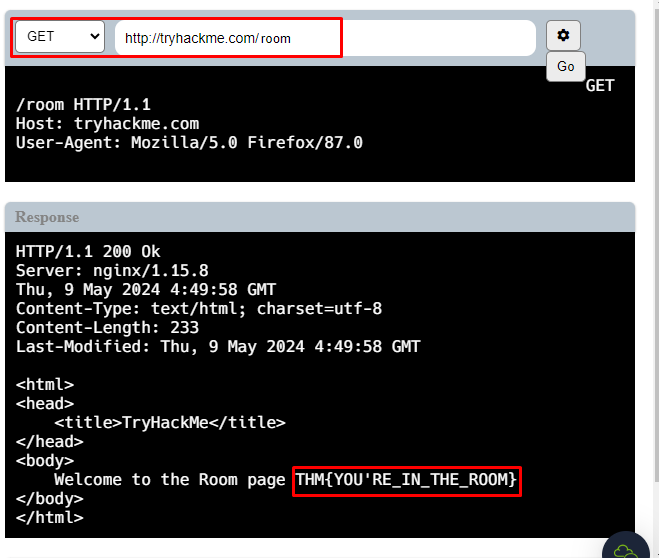 GET http://tryhackme.com/room
Go
GET
/room HTTP/1.1
Host: tryhackme.com
User-Agent: Mozilla/5.0 Firefox/87.0
Response
HTTP/1.1 200 Ok
Server: nginx/1.15.8
Thu, 9 May 2024 4:49:58 GMT
Content-Type: text/html; charset=utf-8
Content-Length: 233
Last-Modified: Thu, 9 May 2024 4:49:58 GMT
<html>
<head>
    <title>TryHackMe</title>
</head>
<body>
    Welcome to the Room page THM{YOU'RE_IN_THE_ROOM}
</body>
</html>